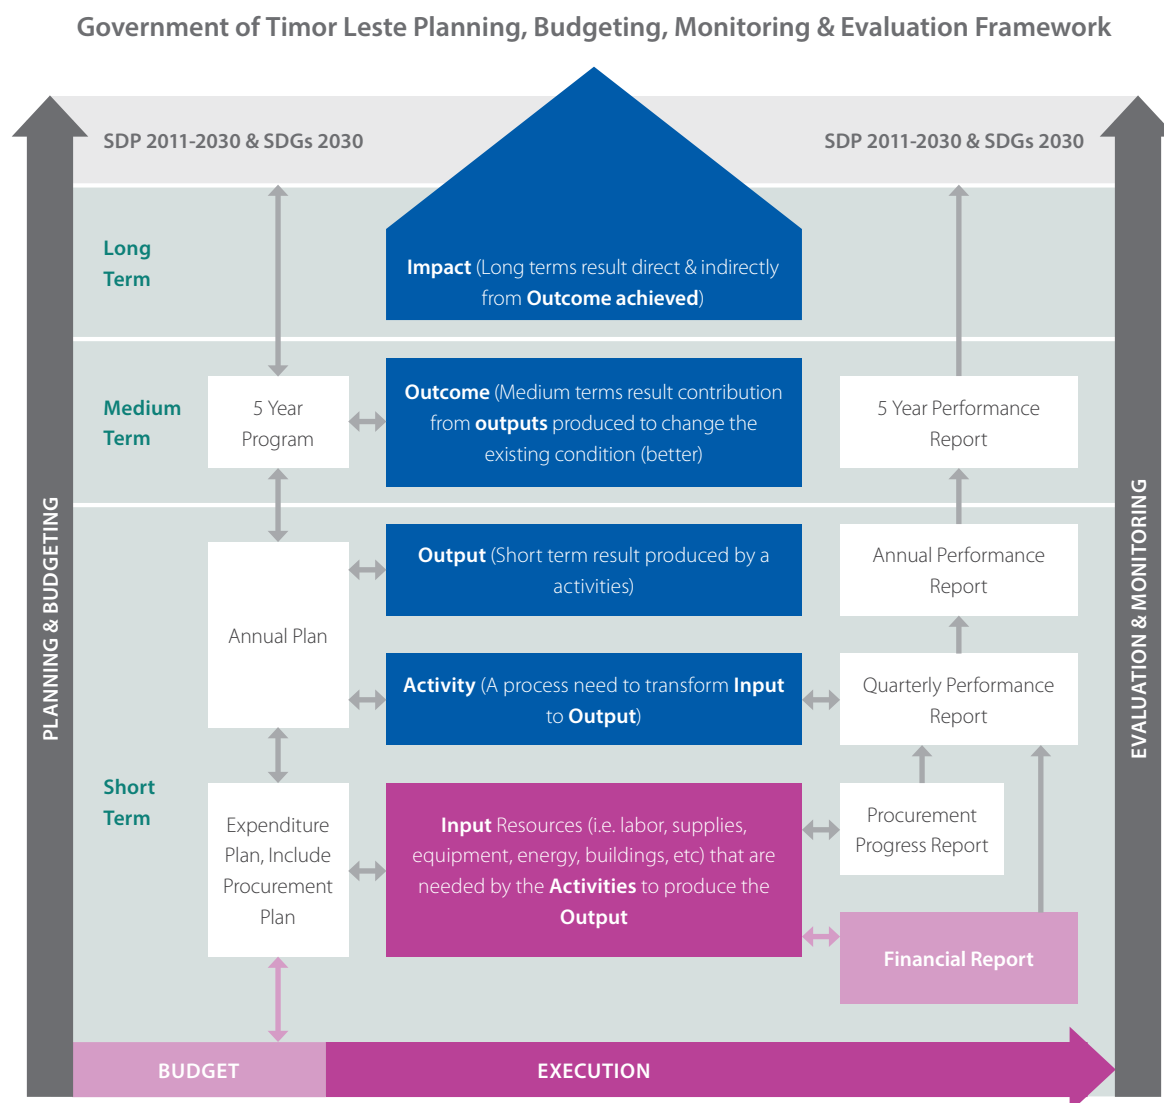 Government of Timor Leste Planning, Budgeting, Monitoring & Evaluation Framework
SDP 2011-2030 & SDGs 2030
SDP 2011-2030 & SDGs 2030
Long
Term
Impact (Long terms result direct & indirectly
from Outcome achieved)
Medium
Term
5 Year
Program
Outcome (Medium terms result contribution
from outputs produced to change the
existing condition (better)
5 Year Performance
Report
Output (Short term result produced by a
activities)
Annual Performance
Report
Annual Plan
Activity (A process need to transform Input
to Output)
Quarterly Performance
Report
Short
Term
Expenditure
Plan, Include
Procurement
Plan
Input Resources (i.e. labor, supplies,
equipment, energy, buildings, etc) that are
needed by the Activities to produce the
Output
Procurement
Progress Report
Financial Report
PLANNING & BUDGETING
EVALUATION & MONITORING
BUDGET
EXECUTION